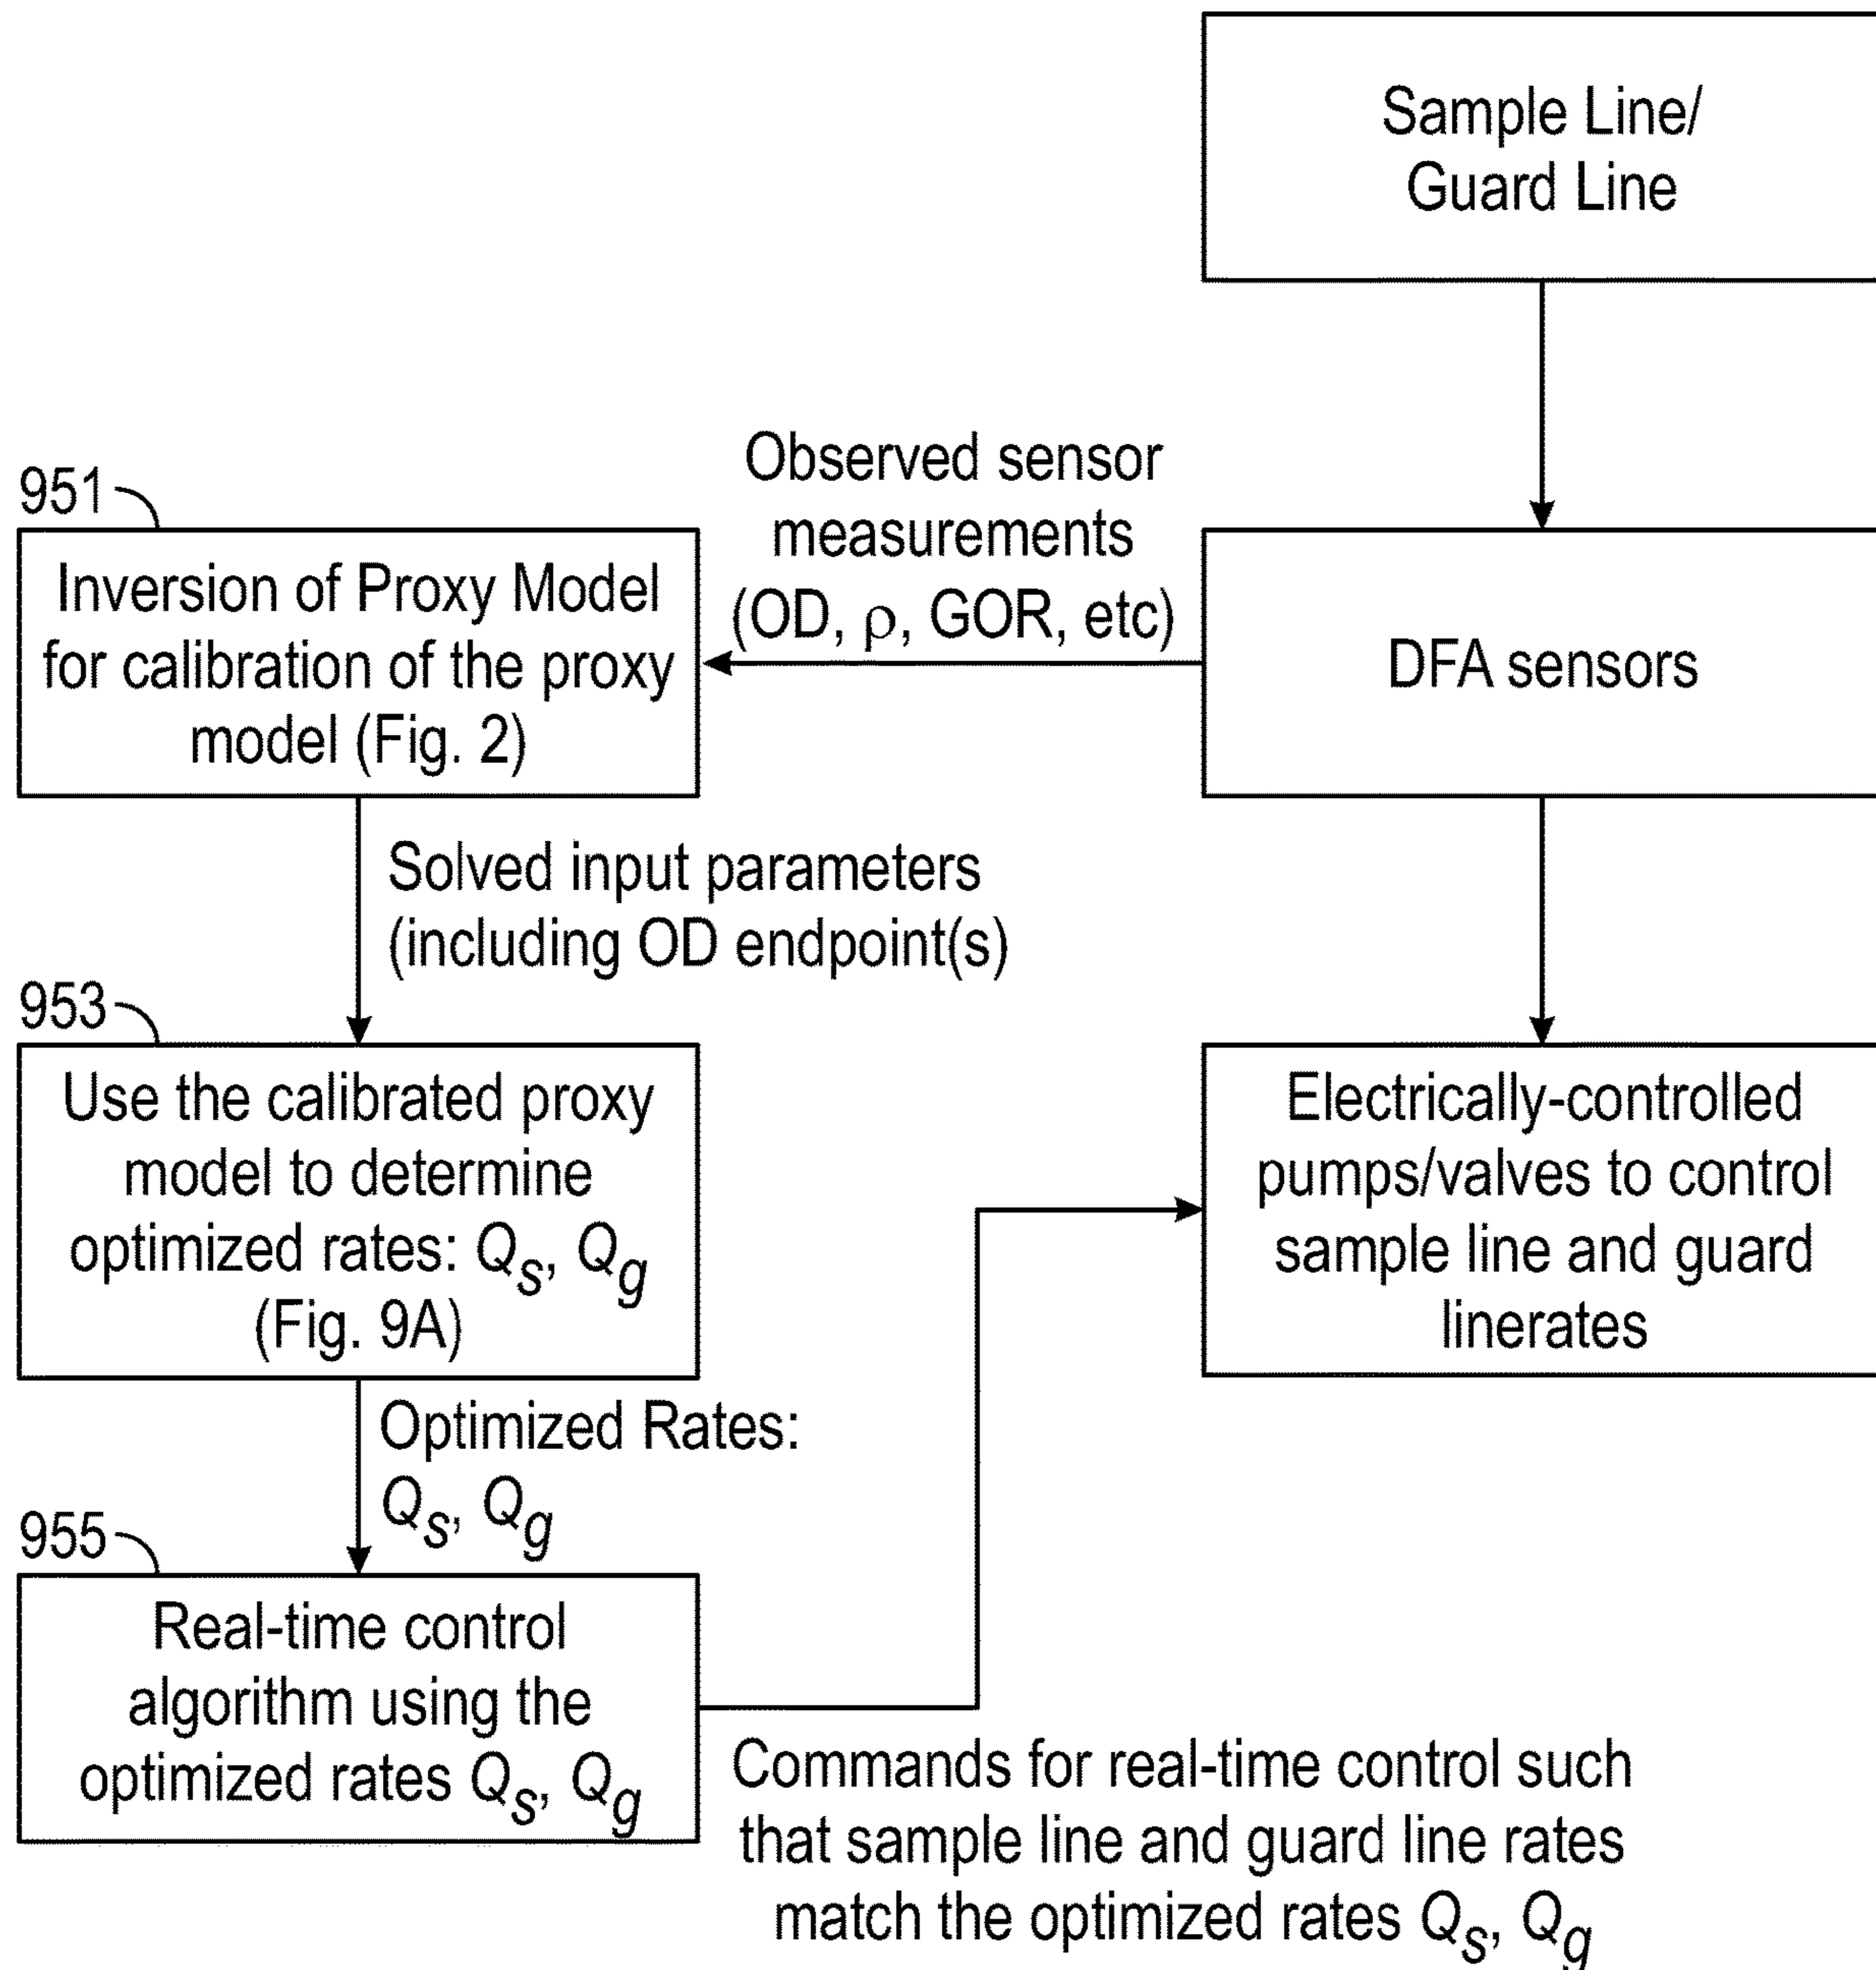 Sample Line/
Guard Line
Observed sensor
measurements
(OD, ρ, GOR, etc)
951
Inversion of Proxy Model
for calibration of the proxy
model (Fig. 2)
DFA sensors
Solved input parameters
(including OD endpoint(s)
953
Use the calibrated proxy
model to determine
optimized rates: Qs, Qg
(Fig. 9A)
Electrically-controlled
pumps/valves to control
sample line and guard
linerates
Optimized Rates:
Qs, Qg
955
Real-time control
algorithm using the
optimized rates Qs, Qg
Commands for real-time control such
that sample line and guard line rates
match the optimized rates Qs, Qg